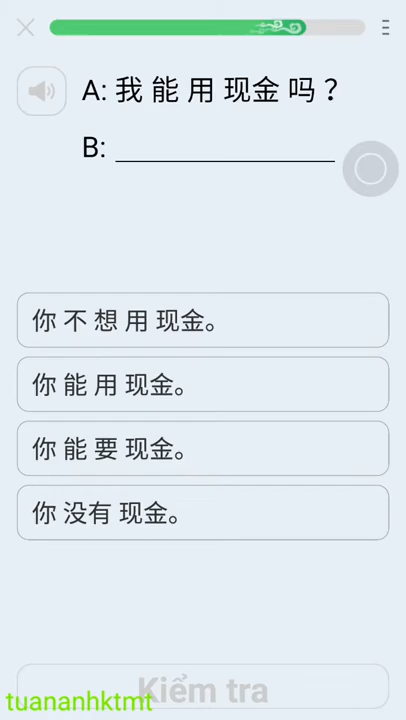 A: 我 能 用 现金 吗？
B: ____________
你 不 想 用 现金。
你 能 用 现金。
你 能 要 现金。
你 没有 现金。
Kiểm tra
tuananhktmt